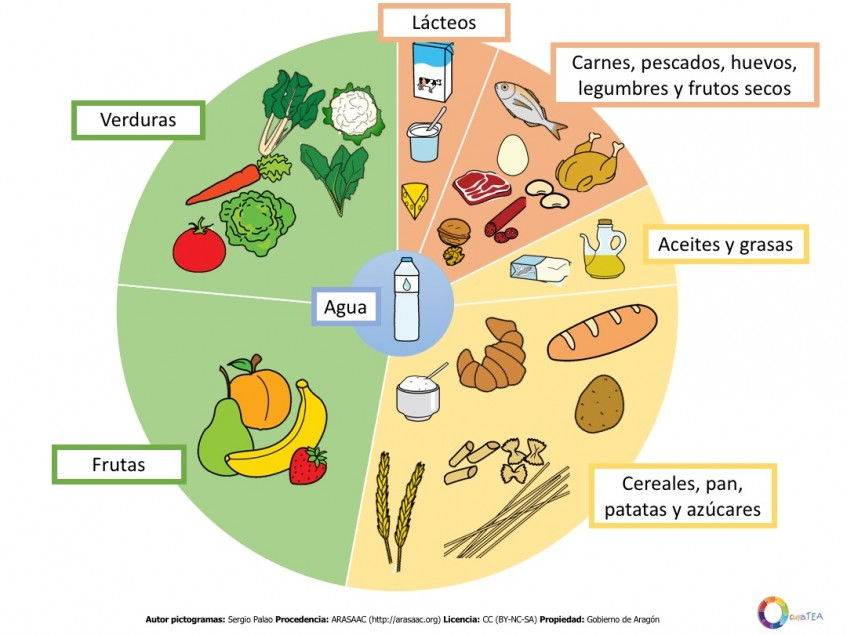 Lácteos
Carnes, pescados, huevos,
legumbres y frutos secos
Verduras
Aceites y grasas
Agua
Frutas
Cereales, pan,
patatas y azúcares
Autor pictogramas: Sergio Palao Procedencia: ARASAAC (http://arasaac.org) Licencia: CC (BY-NC-SA) Propiedad: Gobierno de Aragón